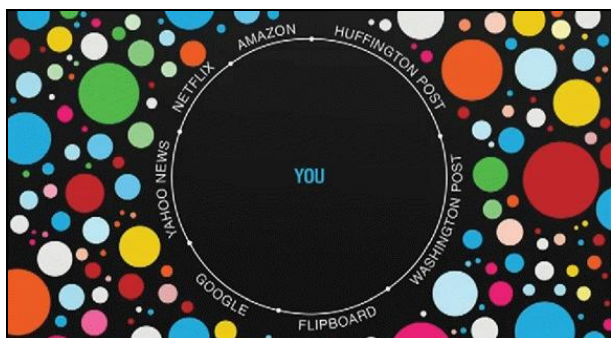 AMAZON
HUFFINGTON POST
NETFLIX
YOU
YAHOO NEWS
WASHINGTON POST
GOOGLE
FLIPBOARD